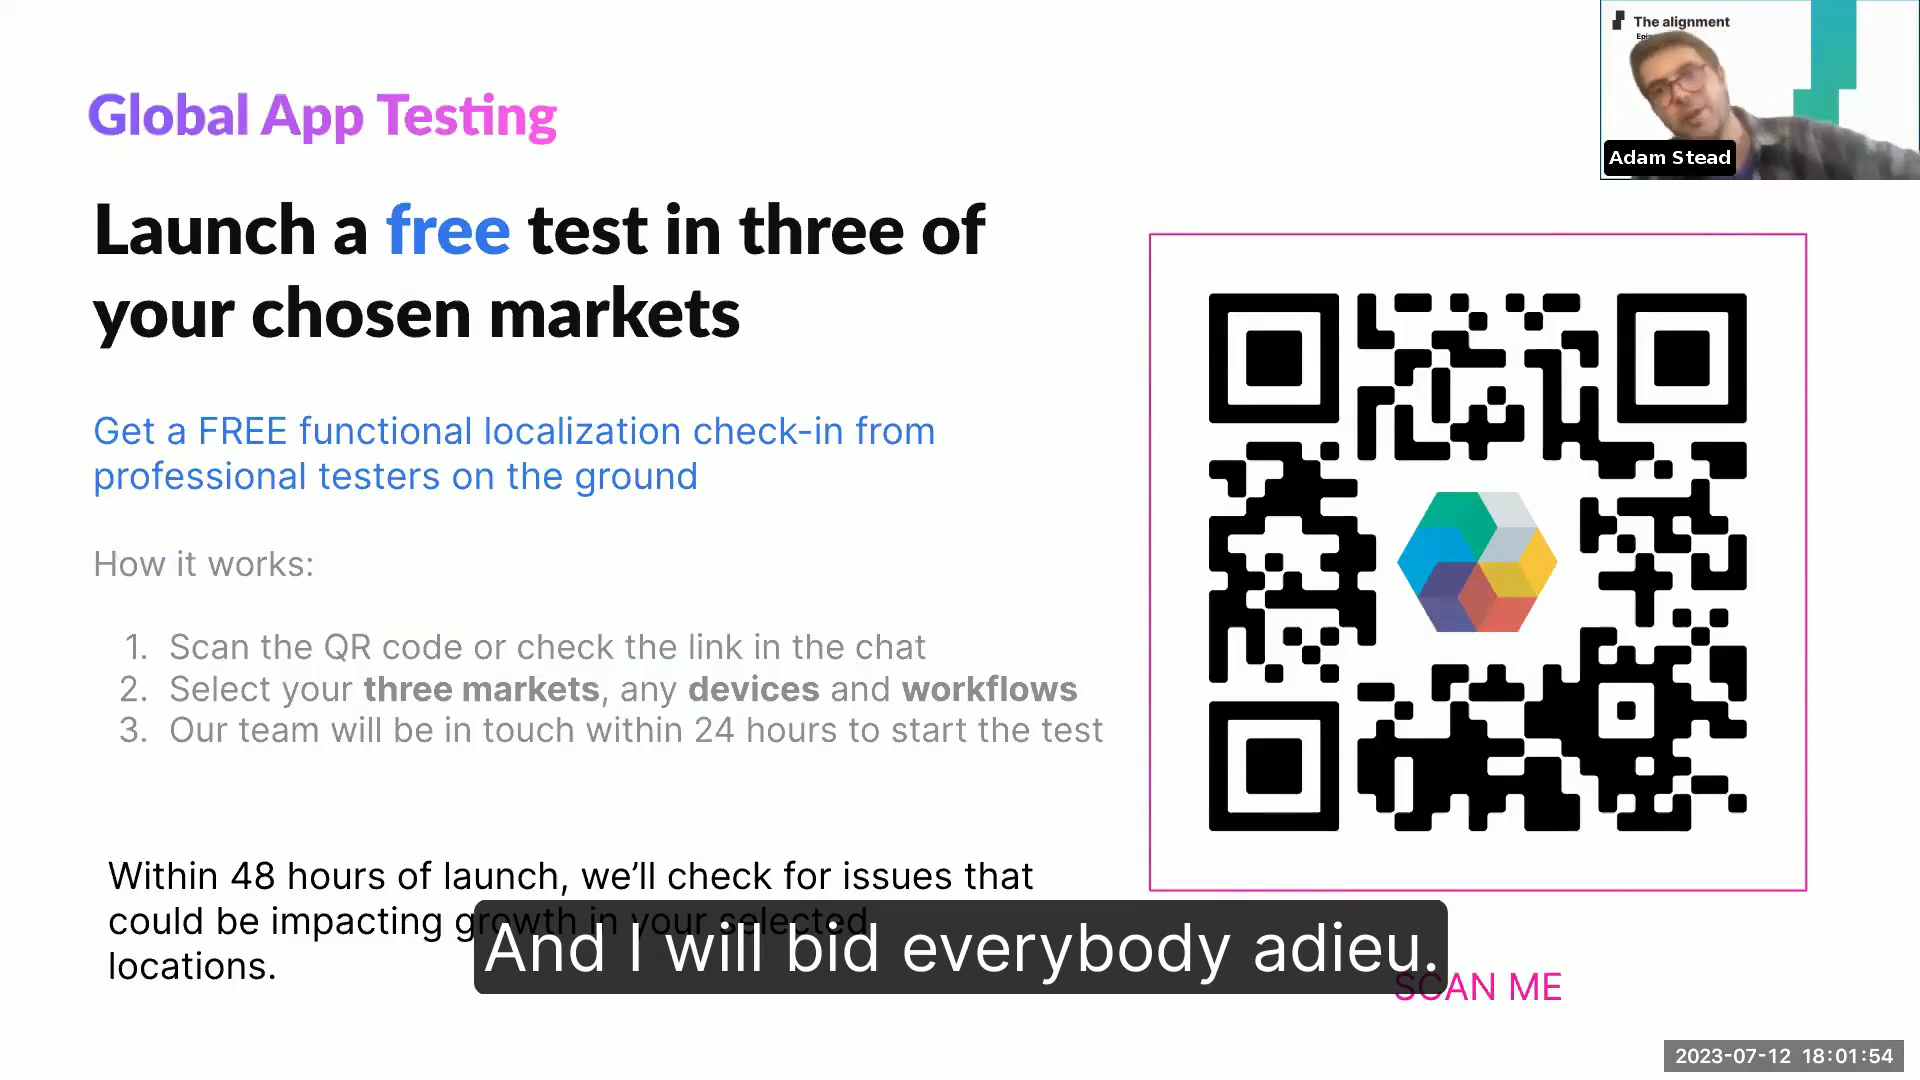 The alignment
Adam Stead
Global App Testing
Launch a free test in three of
your chosen markets
Get a FREE functional localization check-in from
professional testers on the ground
How it works:
1. Scan the QR code or check the link in the chat
2. Select your three markets, any devices and workflows
3. Our team will be in touch within 24 hours to start the test
Within 48 hours of launch, we’ll check for issues that
could be impacting growth in your selected
locations.
And I will bid everybody adieu.
SCAN ME
2023-07-12 18:01:54